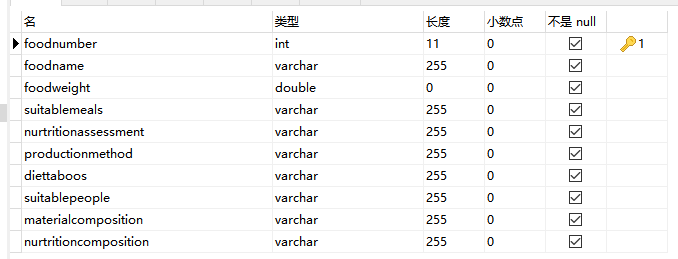 名 类型 长度 小数点 不是 null
foodnumber int 11 0 1
foodname varchar 255 0
foodweight double 0 0
suitablemeals varchar 255 0
nurtritionassessment varchar 255 0
productionmethod varchar 255 0
diettaboos varchar 255 0
suitablepeople varchar 255 0
materialcomposition varchar 255 0
nurtritioncomposition varchar 255 0